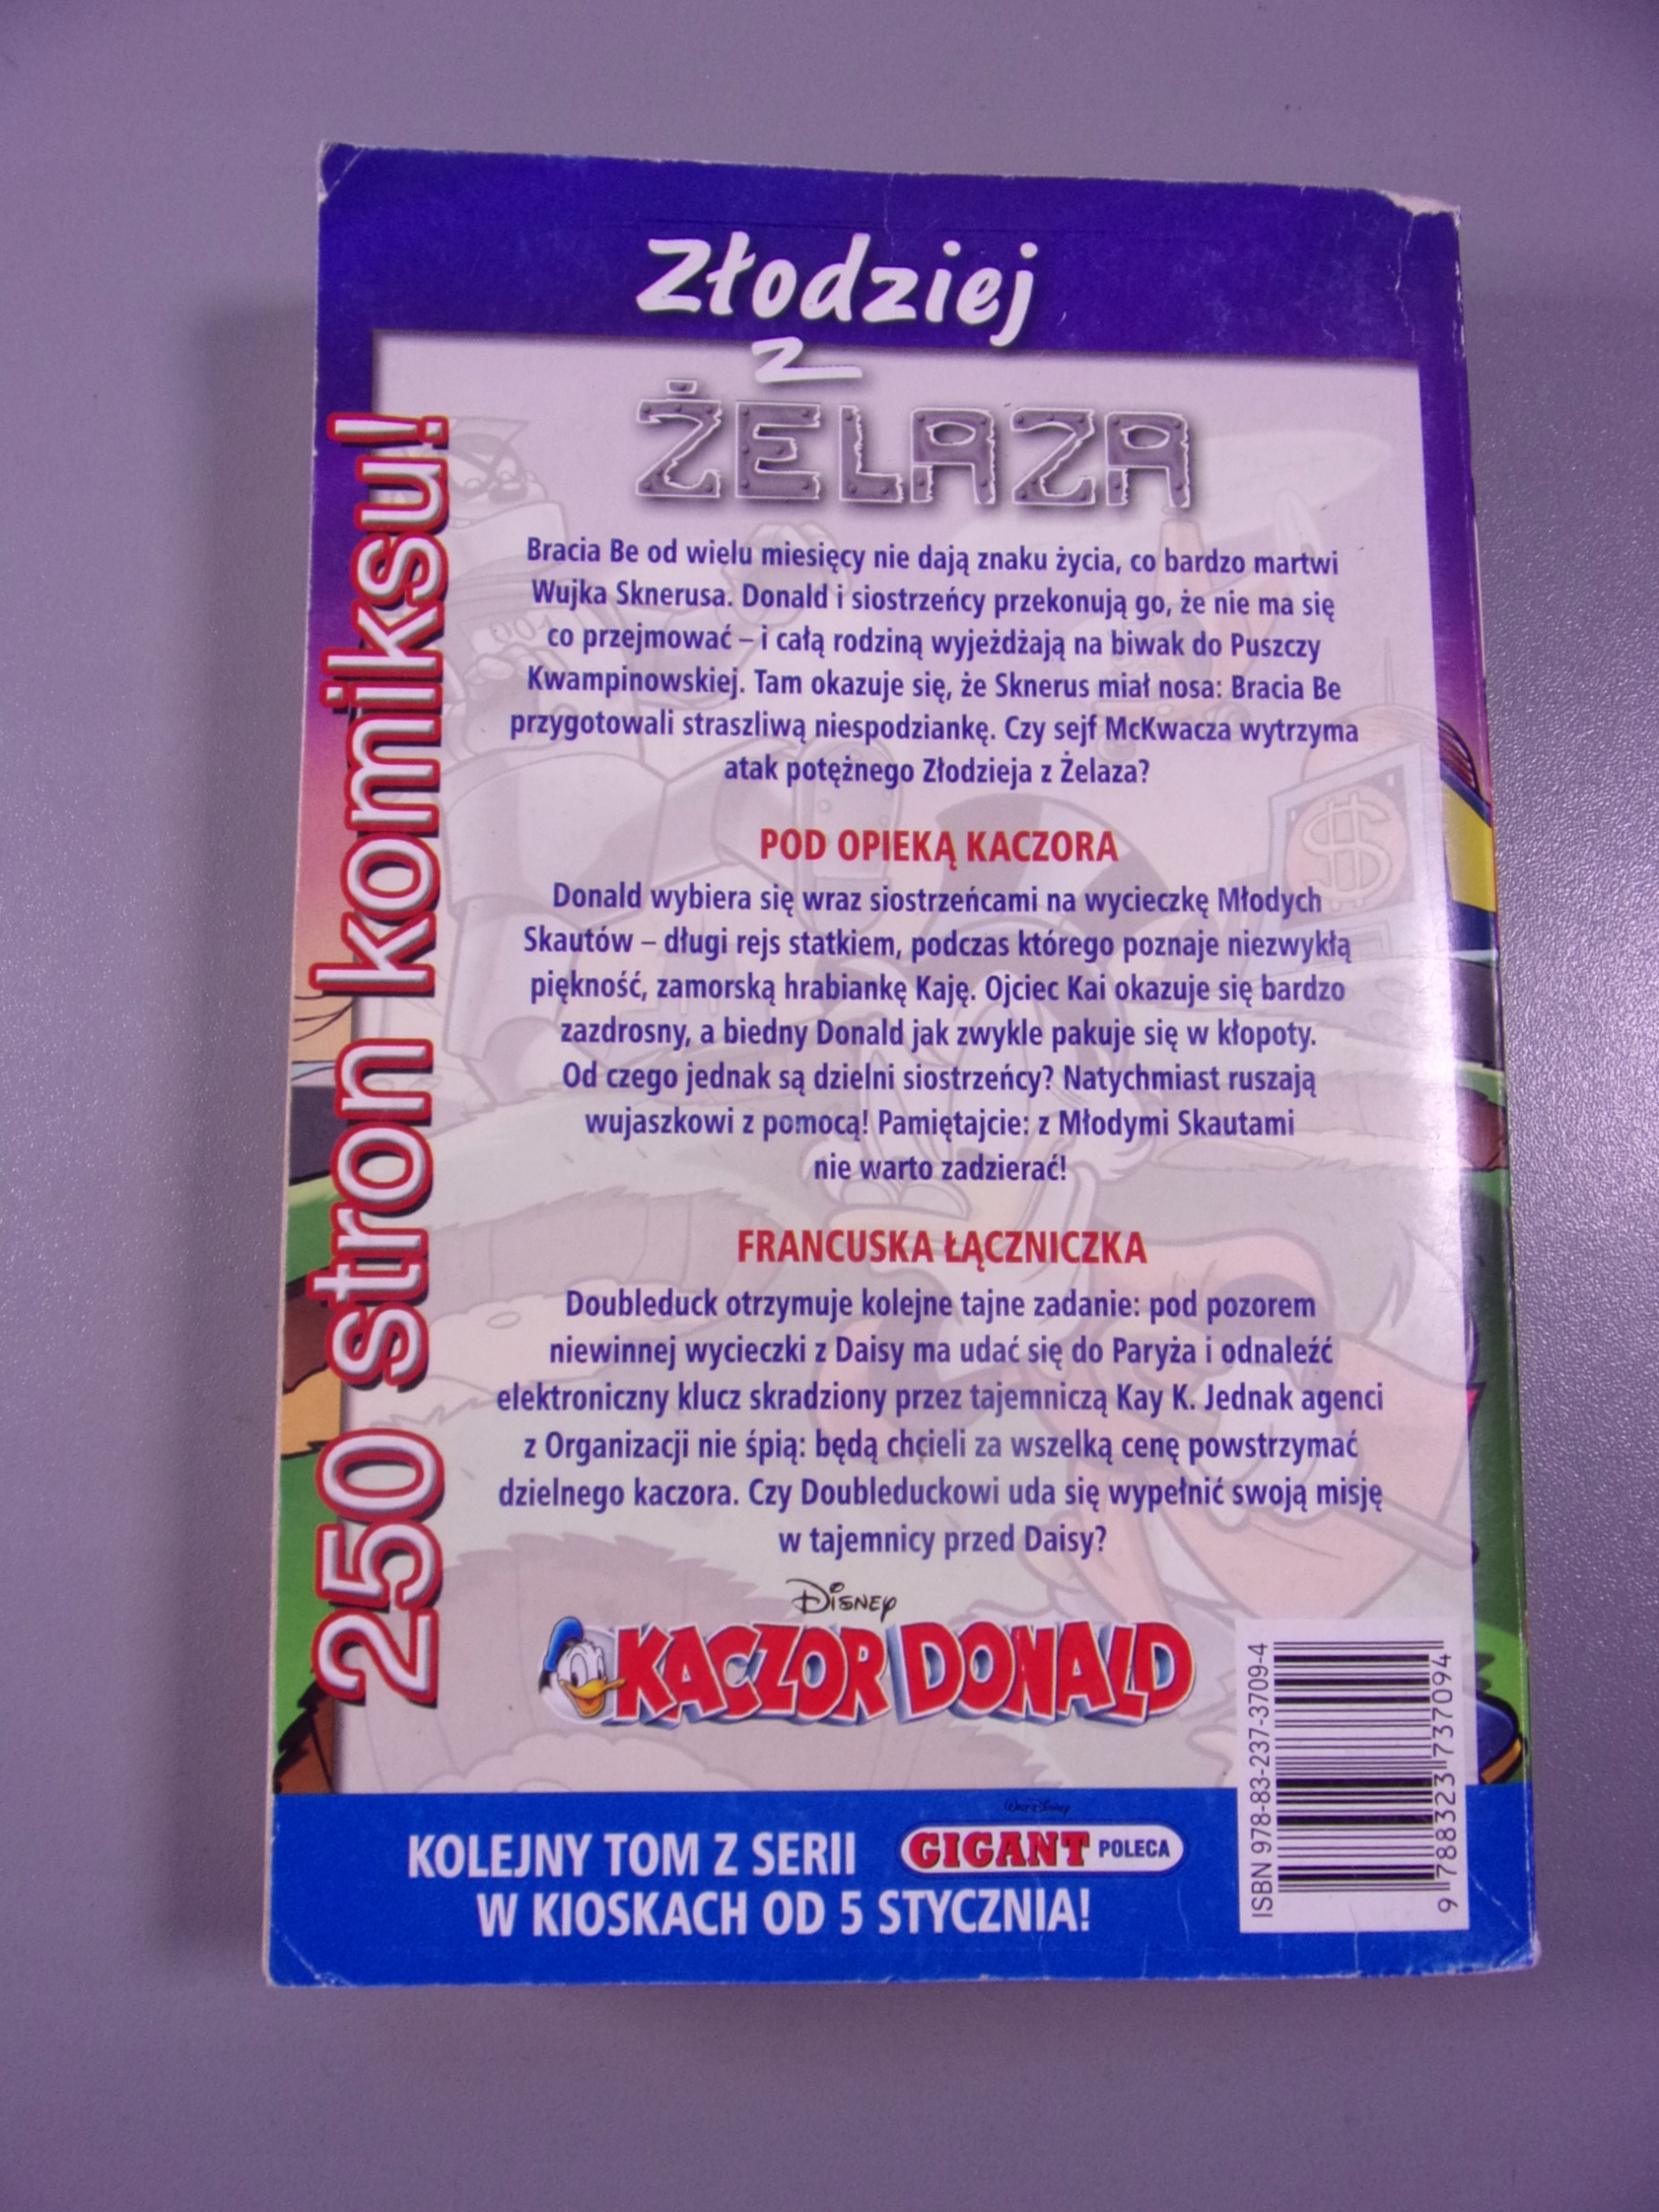 Złodziej
z
ŻELAZA
250 stron komiksu!
Bracia Be od wielu miesięcy nie dają znaku życia, co bardzo martwi
Wujka Sknerusa. Donald i siostrzeńcy przekonują go, że nie ma się
co przejmować – i całą rodziną wyjeżdżają na biwak do Puszczy
Kwampinowskiej. Tam okazuje się, że Sknerus miał nosa: Bracia Be
przygotowali straszliwą niespodziankę. Czy sejf McKwacza wytrzyma
atak potężnego Złodzieja z Żelaza?
POD OPIEKĄ KACZORA
Donald wybiera się wraz siostrzeńcami na wycieczkę Młodych
Skautów – długi rejs statkiem, podczas którego poznaje niezwykłą
piękność, zamorską hrabiankę Kaję. Ojciec Kai okazuje się bardzo
zazdrosny, a biedny Donald jak zwykle pakuje się w kłopoty.
Od czego jednak są dzielni siostrzeńcy? Natychmiast ruszają
wujaszkowi z pomocą! Pamiętajcie: z Młodymi Skautami
nie warto zadzierać!
FRANCUSKA ŁĄCZNICZKA
Doubleduck otrzymuje kolejne tajne zadanie: pod pozorem
niewinnej wycieczki z Daisy ma udać się do Paryża i odnaleźć
elektroniczny klucz skradziony przez tajemniczą Kay K. Jednak agenci
z Organizacji nie śpią: będą chcieli za wszelką cenę powstrzymać
dzielnego kaczora. Czy Doubleduckowi uda się wypełnić swoją misję
w tajemnicy przed Daisy?
Disney
KACZOR DONALD
ISBN 978-83-237-3709-4
9 788323 737094
Walt Disney
KOLEJNY TOM Z SERII GIGANT POLECA
W KIOSKACH OD 5 STYCZNIA!